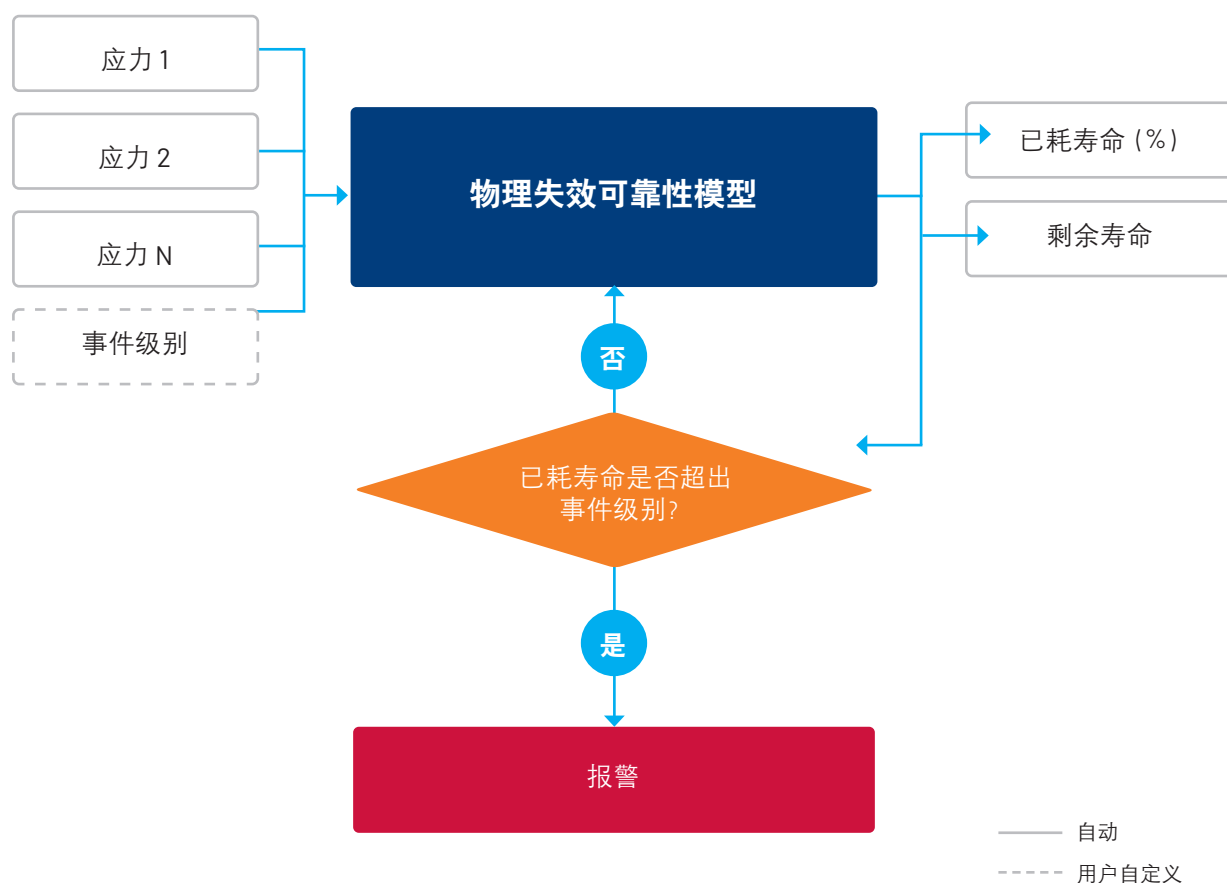 应力 1
应力 2
应力 N
事件级别
物理失效可靠性模型
已耗寿命 (%)
剩余寿命
否
已耗寿命是否超出
事件级别?
是
报警
自动
用户自定义